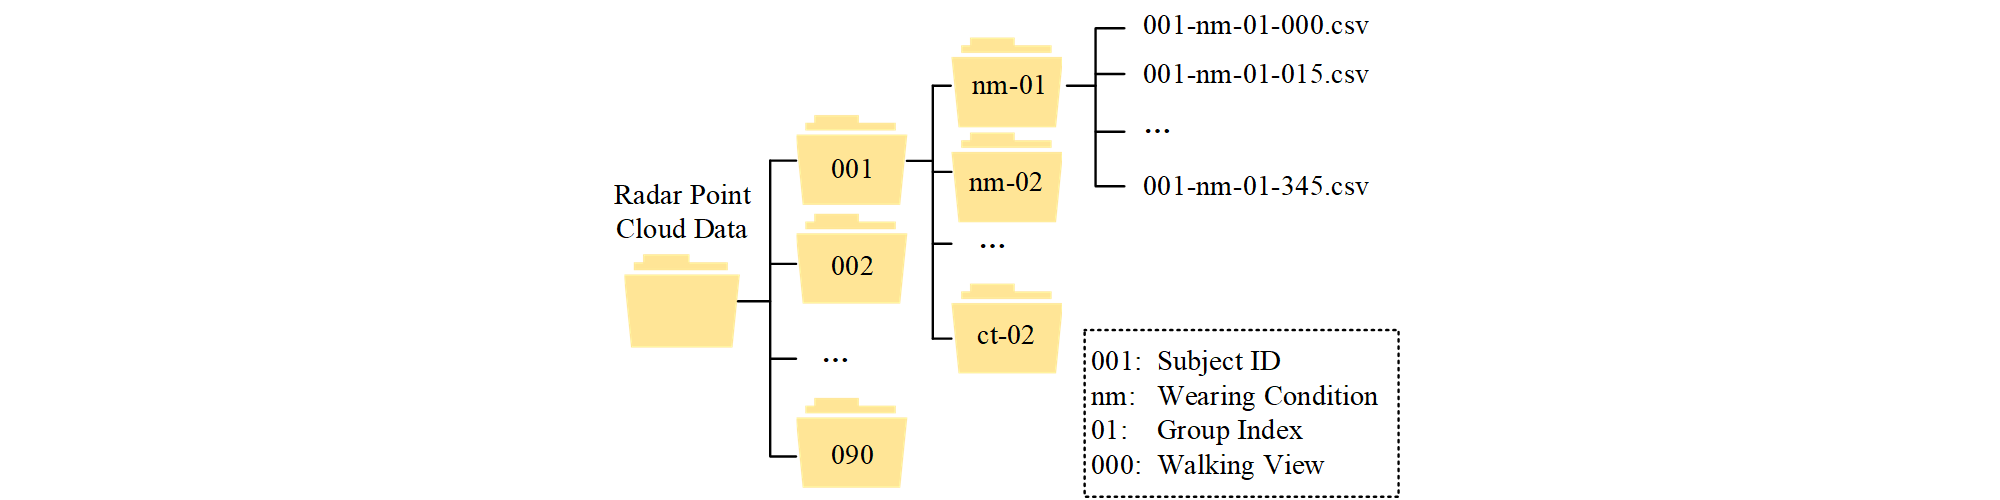 Radar Point
Cloud Data
001
002
...
090
nm-01
nm-02
...
ct-02
001-nm-01-000.csv
001-nm-01-015.csv
...
001-nm-01-345.csv
001: Subject ID
nm: Wearing Condition
01: Group Index
000: Walking View